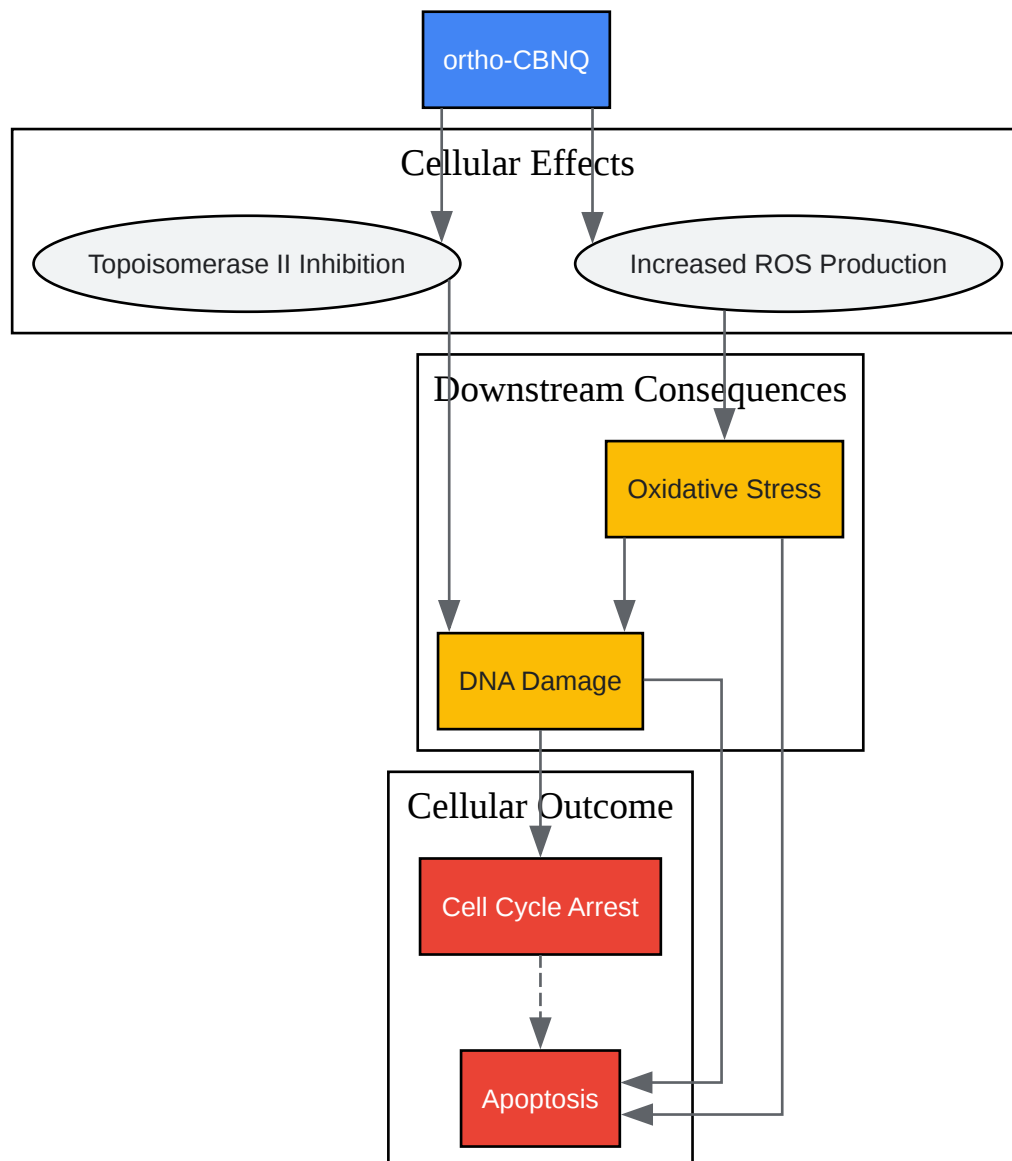 ortho-CBNQ
Cellular Effects
Topoisomerase II Inhibition
Increased ROS Production
Downstream Consequences
Oxidative Stress
DNA Damage
Cellular Outcome
Cell Cycle Arrest
Apoptosis